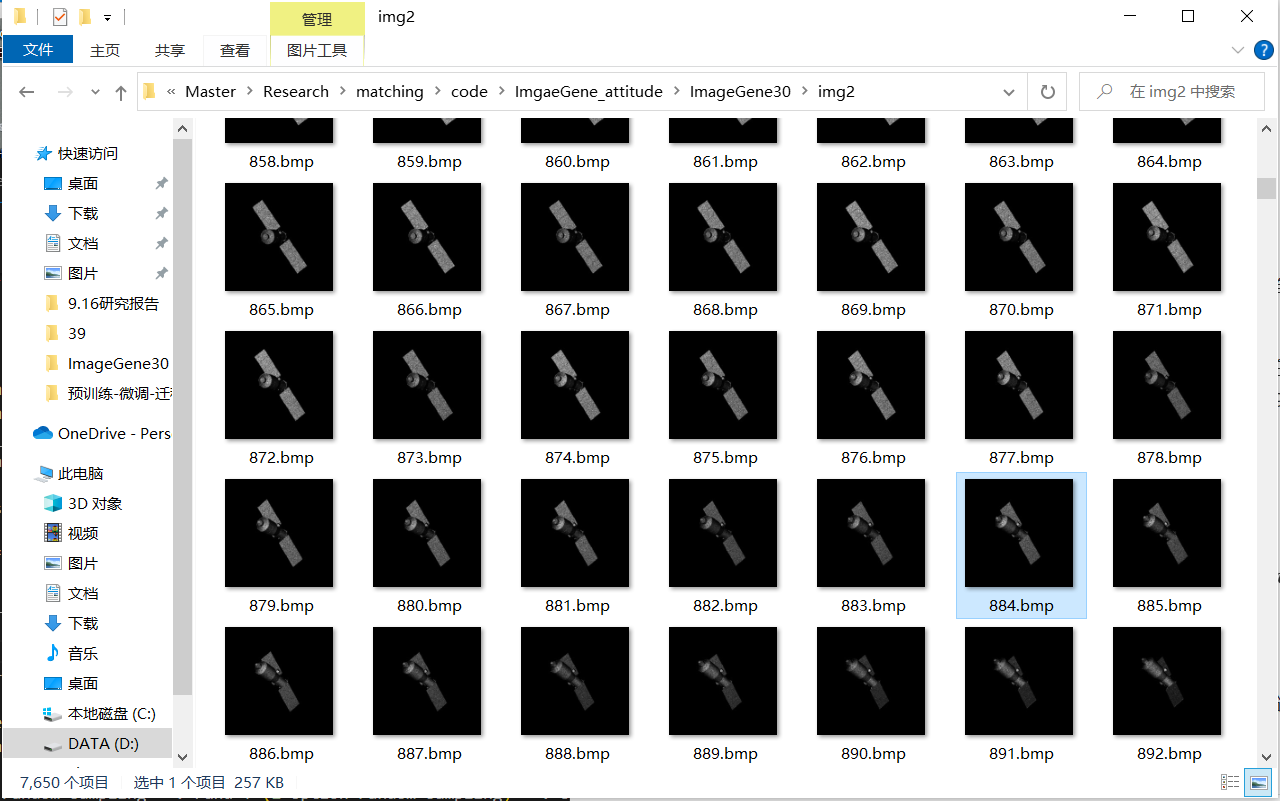 管理
img2
文件
主页
共享
查看
图片工具
« Master > Research > matching > code > ImgaeGene_attitude > ImageGene30 > img2
在 img2 中搜索
快速访问
桌面
下载
文档
图片
9.16研究报告
39
ImageGene30
预训练-微调-迁
OneDrive - Pers
此电脑
3D 对象
视频
图片
文档
下载
音乐
桌面
本地磁盘 (C:)
DATA (D:)
858.bmp 859.bmp 860.bmp 861.bmp 862.bmp 863.bmp 864.bmp
865.bmp 866.bmp 867.bmp 868.bmp 869.bmp 870.bmp 871.bmp
872.bmp 873.bmp 874.bmp 875.bmp 876.bmp 877.bmp 878.bmp
879.bmp 880.bmp 881.bmp 882.bmp 883.bmp 884.bmp 885.bmp
886.bmp 887.bmp 888.bmp 889.bmp 890.bmp 891.bmp 892.bmp
7,650 个项目 选中 1 个项目 257 KB